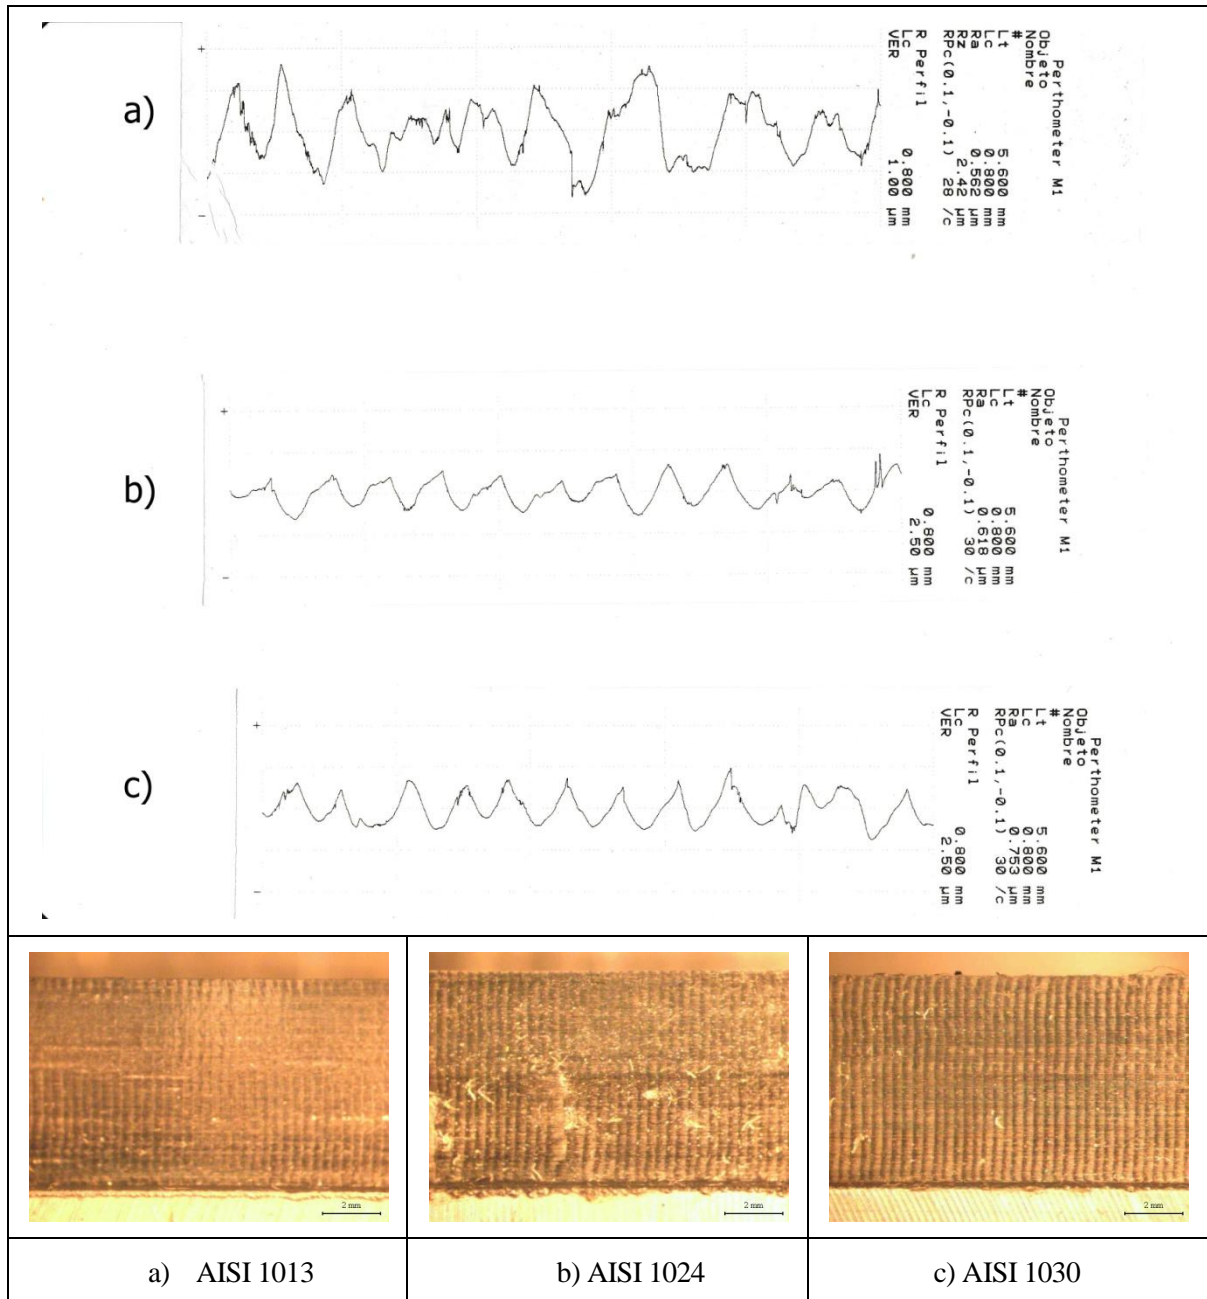 a)
+
-
Perthometer M1
Objeto
Nombre
#
Lt 5.600 mm
Lc 0.800 mm
Ra 0.562 µm
Rz 2.42 µm
RPc(0.1,-0.1) 28 /c
R Perfil
Lc 0.800 mm
VER 1.00 µm
b)
+
-
Perthometer M1
Objeto
Nombre
#
Lt 5.600 mm
Lc 0.800 mm
Ra 0.618 µm
RPc(0.1,-0.1) 30 /c
R Perfil
Lc 0.800 mm
VER 2.50 µm
c)
+
-
Perthometer M1
Objeto
Nombre
#
Lt 5.600 mm
Lc 0.800 mm
Ra 0.753 µm
RPc(0.1,-0.1) 30 /c
R Perfil
Lc 0.800 mm
VER 2.50 µm
2 mm
2 mm
2 mm
a) AISI 1013
b) AISI 1024
c) AISI 1030